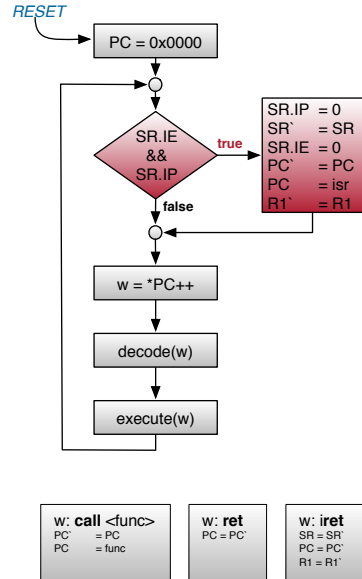 RESET
PC = 0x0000
SR.IE
&&
SR.IP
true
false
SR.IP = 0
SR` = SR
SR.IE = 0
PC` = PC
PC = isr
R1` = R1
w = *PC++
decode(w)
execute(w)
w: call <func>
PC` = PC
PC = func
w: ret
PC = PC`
w: iret
SR = SR`
PC = PC`
R1 = R1`